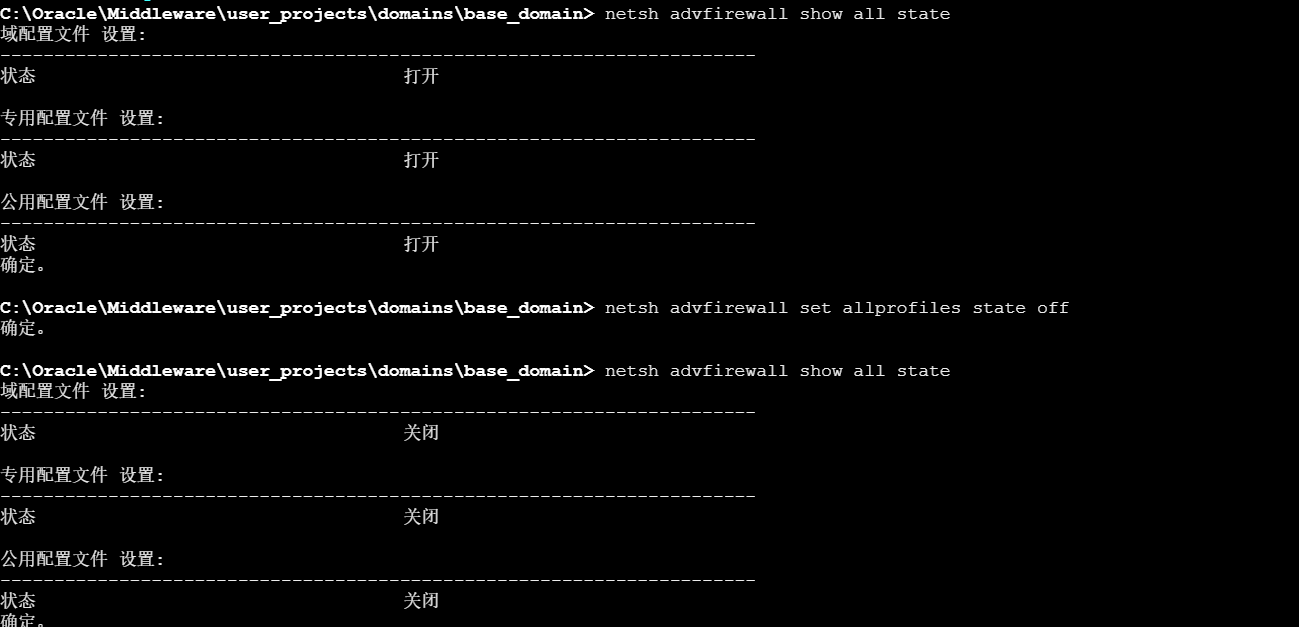 C:\Oracle\Middleware\user_projects\domains\base_domain> netsh advfirewall show all state
域配置文件 设置:
----------------------------------------------------------------------
状态 打开
专用配置文件 设置:
----------------------------------------------------------------------
状态 打开
公用配置文件 设置:
----------------------------------------------------------------------
状态 打开
确定。
C:\Oracle\Middleware\user_projects\domains\base_domain> netsh advfirewall set allprofiles state off
确定。
C:\Oracle\Middleware\user_projects\domains\base_domain> netsh advfirewall show all state
域配置文件 设置:
----------------------------------------------------------------------
状态 关闭
专用配置文件 设置:
----------------------------------------------------------------------
状态 关闭
公用配置文件 设置:
----------------------------------------------------------------------
状态 关闭
确定。